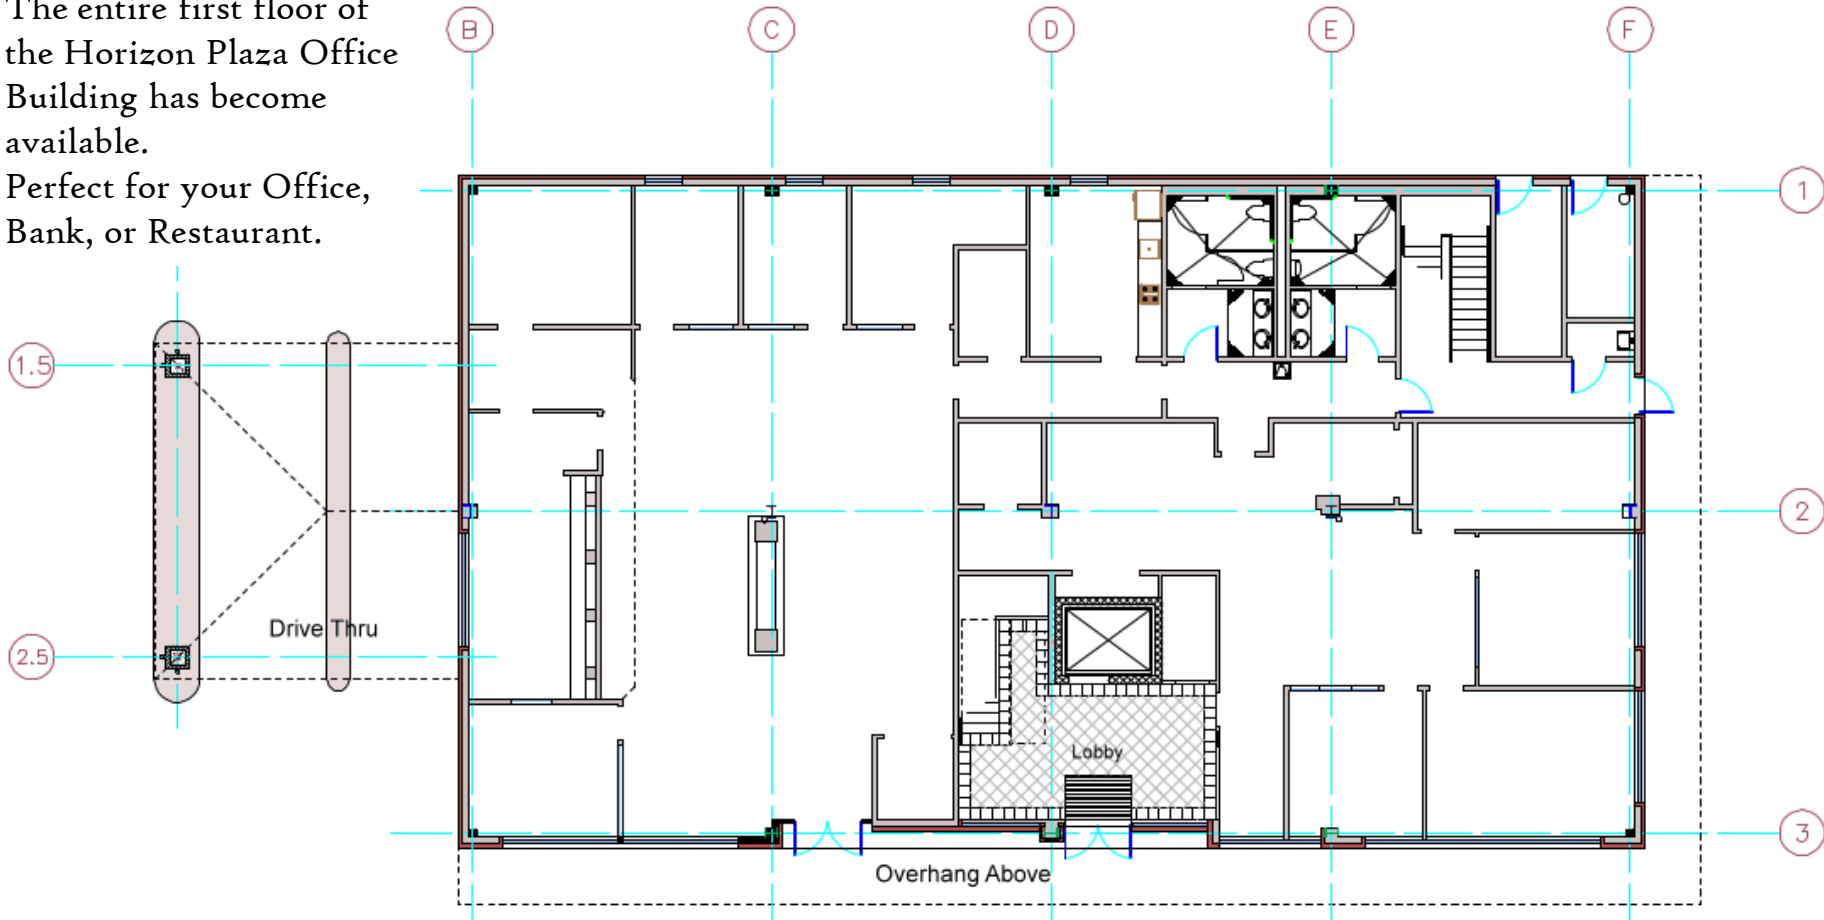 The entire first floor of
the Horizon Plaza Office
Building has become
available.
Perfect for your Office,
Bank, or Restaurant.
B
C
D
E
F
1
1.5
2
Drive Thru
2.5
Lobby
3
Overhang Above